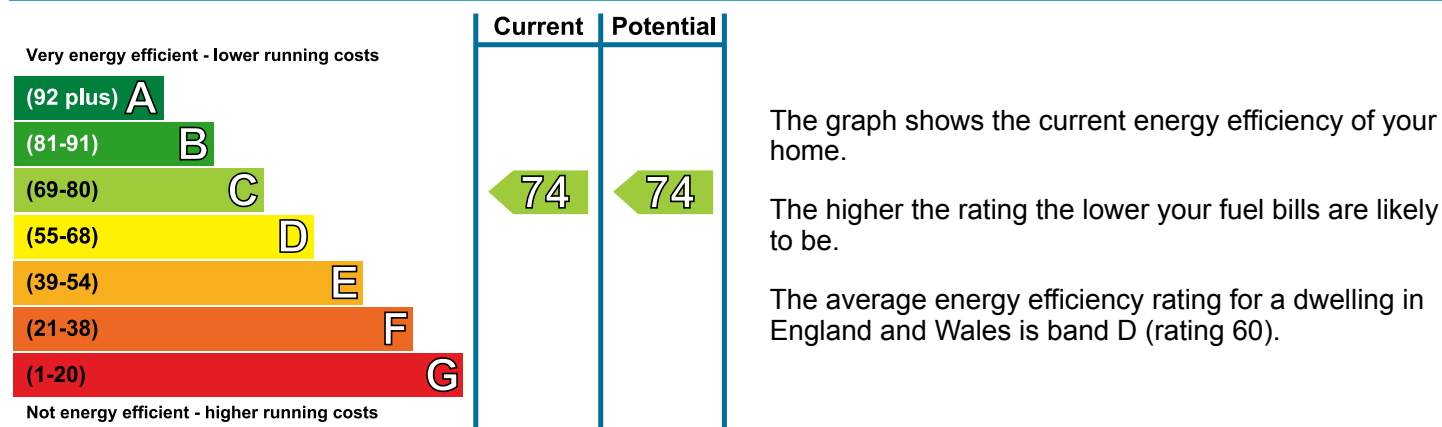 Current Potential
Very energy efficient - lower running costs
(92 plus) A
(81-91) B
(69-80) C
74 74
(55-68) D
(39-54) E
(21-38) F
(1-20) G
Not energy efficient - higher running costs
The graph shows the current energy efficiency of your
home.
The higher the rating the lower your fuel bills are likely
to be.
The average energy efficiency rating for a dwelling in
England and Wales is band D (rating 60).